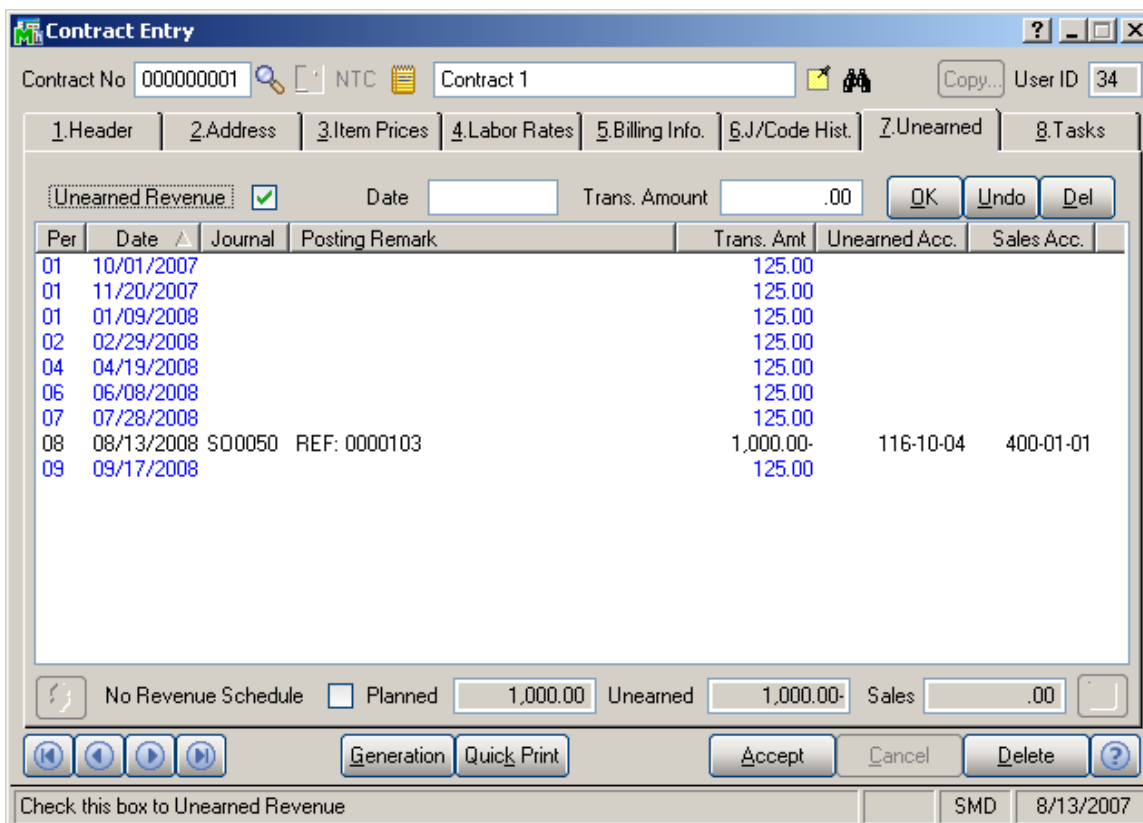 Contract Entry
Contract No 000000001 NTC Contract 1 Copy... User ID 34
1.Header 2.Address 3.Item Prices 4.Labor Rates 5.Billing Info. 6.J/Code Hist. 7.Unearned 8.Tasks
Unearned Revenue Date Trans. Amount .00 OK Undo Del
Per Date Journal Posting Remark Trans. Amt Unearned Acc. Sales Acc.
01 10/01/2007 125.00
01 11/20/2007 125.00
01 01/09/2008 125.00
02 02/29/2008 125.00
04 04/19/2008 125.00
06 06/08/2008 125.00
07 07/28/2008 125.00
08 08/13/2008 SO0050 REF: 0000103 1,000.00- 116-10-04 400-01-01
09 09/17/2008 125.00
No Revenue Schedule Planned 1,000.00 Unearned 1,000.00- Sales .00
Generation Quick Print Accept Cancel Delete ?
Check this box to Unearned Revenue SMD 8/13/2007